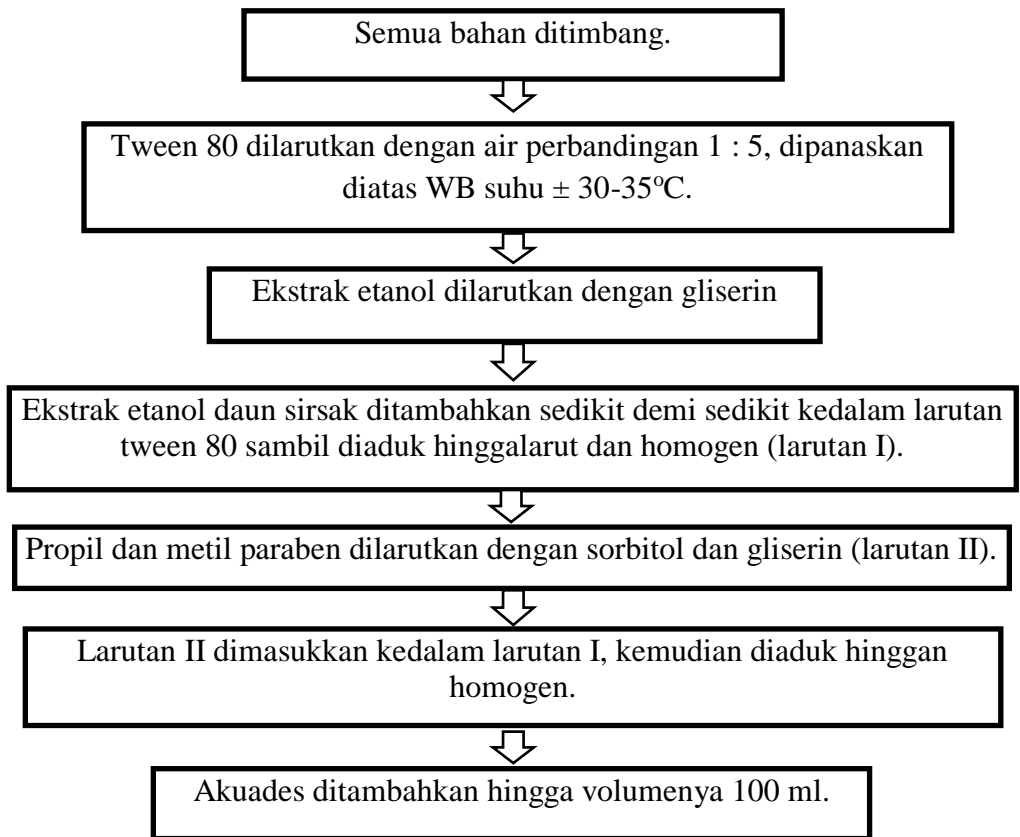 Semua bahan ditimbang.
Tween 80 dilarutkan dengan air perbandingan 1 : 5, dipanaskan
diatas WB suhu ± 30-35°C.
Ekstrak etanol dilarutkan dengan gliserin
Ekstrak etanol daun sirsak ditambahkan sedikit demi sedikit kedalam larutan
tween 80 sambil diaduk hinggalarut dan homogen (larutan I).
Propil dan metil paraben dilarutkan dengan sorbitol dan gliserin (larutan II).
Larutan II dimasukkan kedalam larutan I, kemudian diaduk hinggan
homogen.
Akuades ditambahkan hingga volumenya 100 ml.